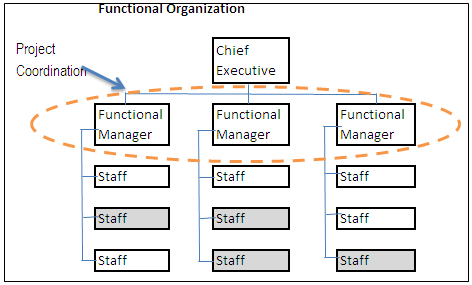 Functional Organization
Project
Coordination
Chief
Executive
Functional
Manager
Functional
Manager
Functional
Manager
Staff
Staff
Staff
Staff
Staff
Staff
Staff
Staff
Staff